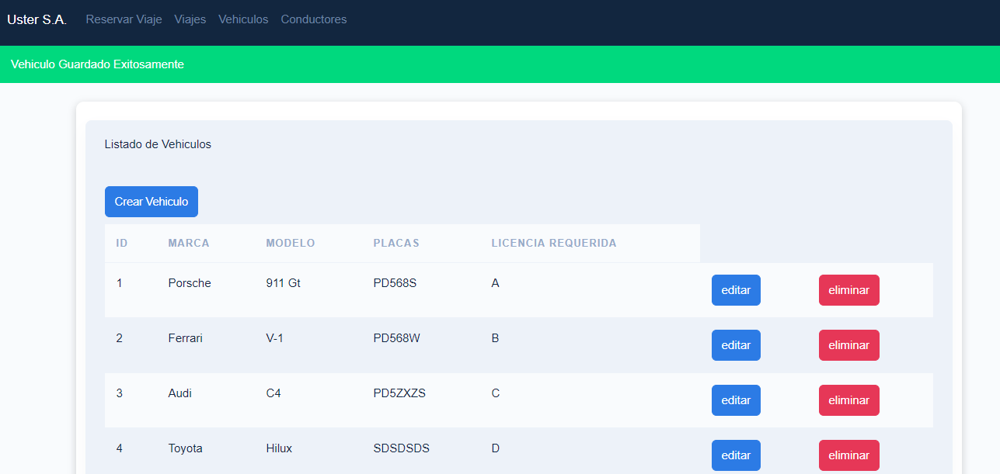 Uster S.A. Reservar Viaje Viajes Vehiculos Conductores
Vehiculo Guardado Exitosamente
Listado de Vehiculos
Crear Vehiculo
ID MARCA MODELO PLACAS LICENCIA REQUERIDA
1 Porsche 911 Gt PD568S A editar eliminar
2 Ferrari V-1 PD568W B editar eliminar
3 Audi C4 PD5ZXZS C editar eliminar
4 Toyota Hilux SDSDSDS D editar eliminar